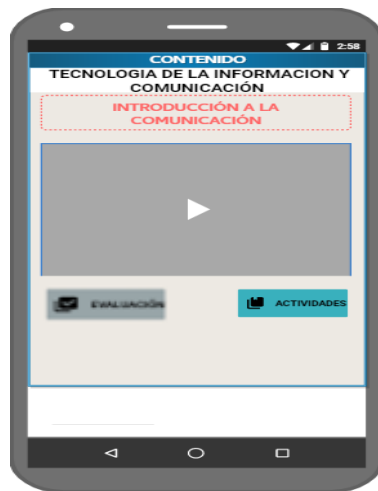 2:58
CONTENIDO
TECNOLOGIA DE LA INFORMACION Y
COMUNICACIÓN
INTRODUCCIÓN A LA
COMUNICACIÓN
EVALUACIÓN
ACTIVIDADES